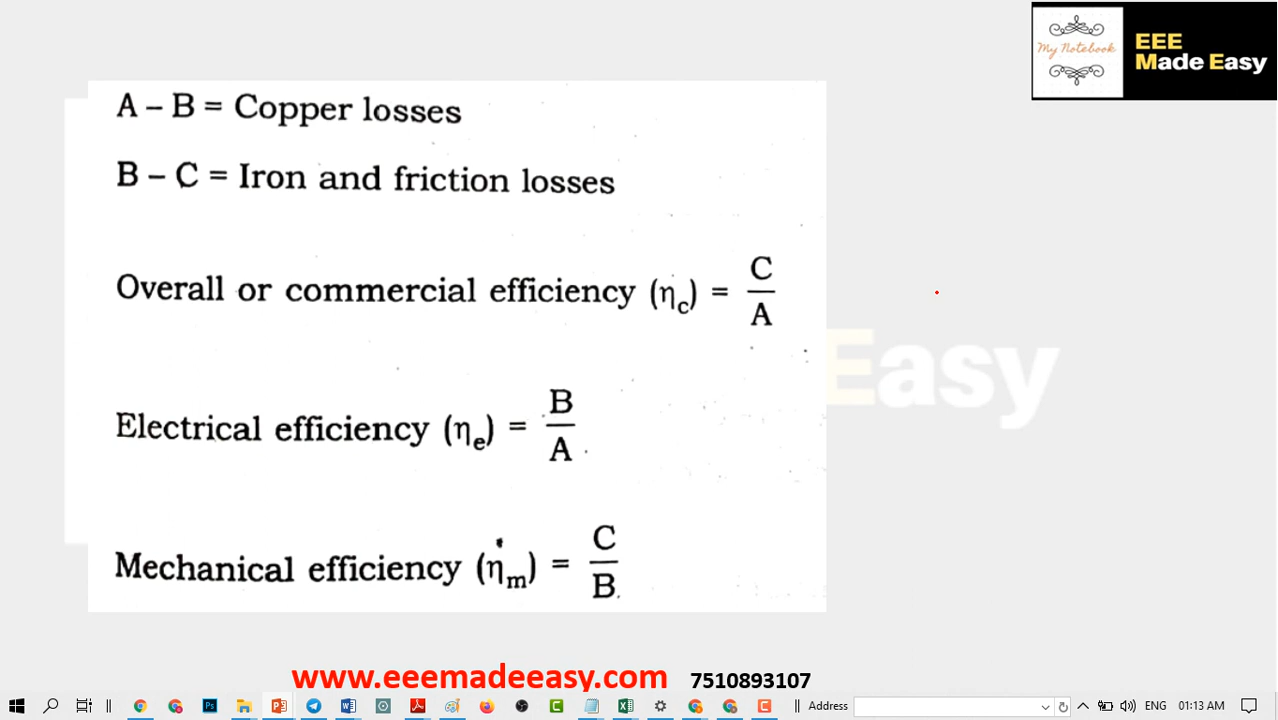 My Notebook
EEE
Made Easy
A – B = Copper losses
B – C = Iron and friction losses
Overall or commercial efficiency (ηc) = C/A
Easy
Electrical efficiency (ηe) = B/A
Mechanical efficiency (ηm) = C/B
www.eeemadeeasy.com 7510893107
Address ENG 01:13 AM